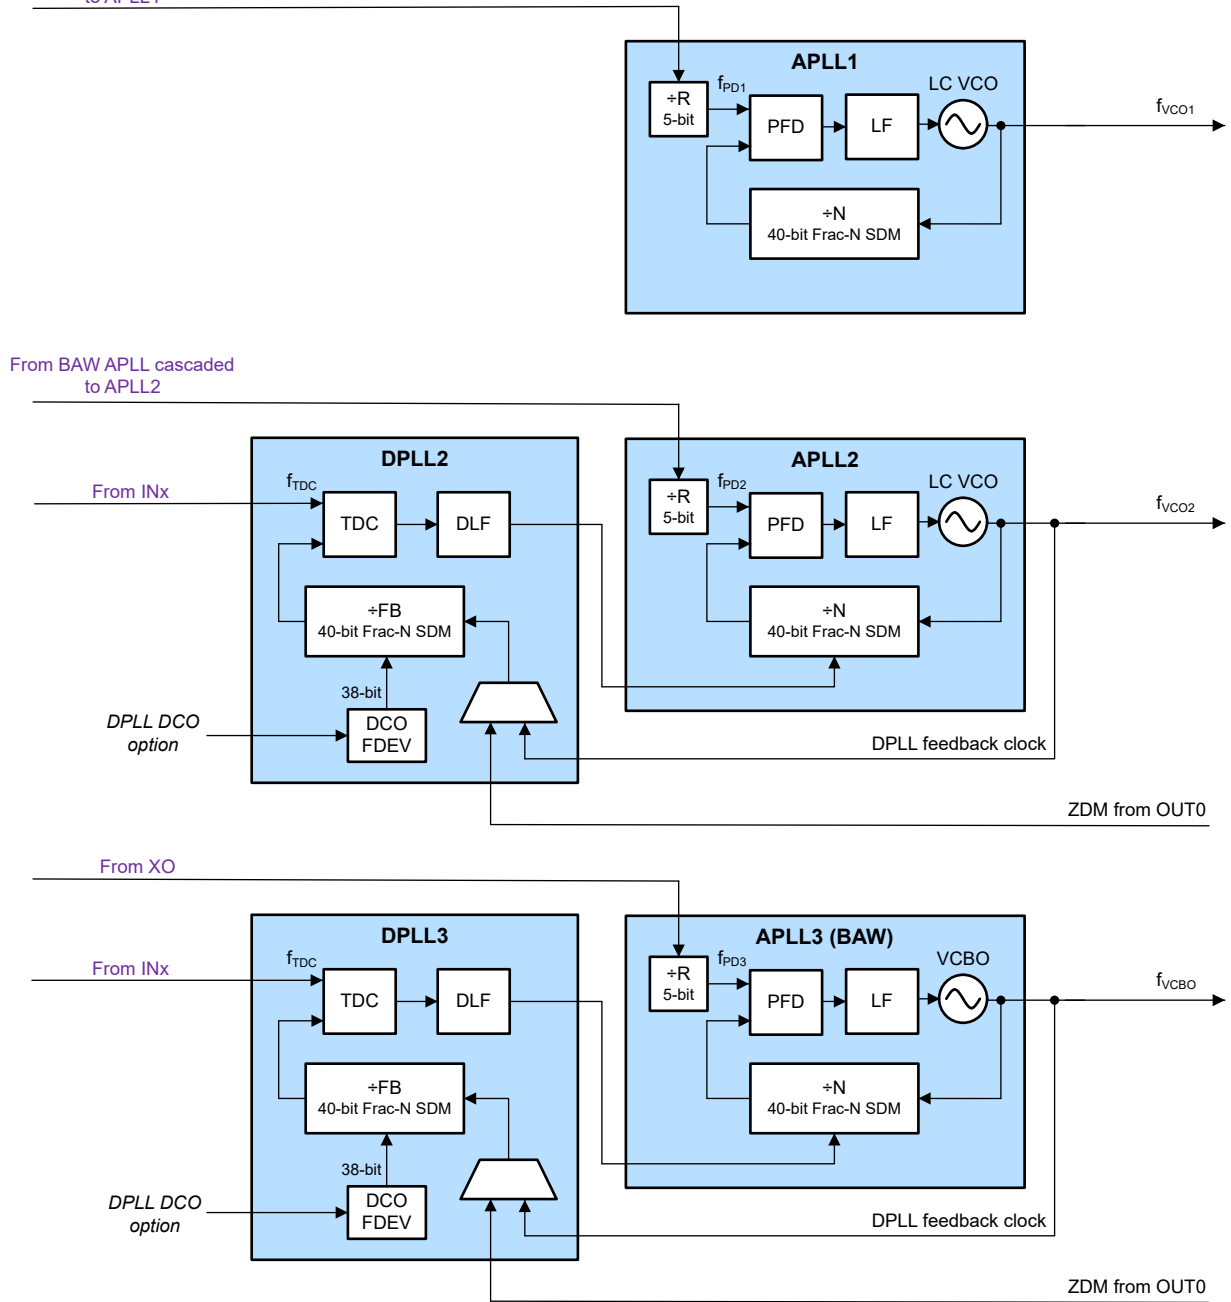 APLL1
÷R
5-bit
fPD1
PFD
LF
LC VCO
fVCO1
÷N
40-bit Frac-N SDM
From BAW APLL cascaded
to APLL2
DPLL2
APLL2
From INx
fTDC
TDC
DLF
÷R
5-bit
fPD2
PFD
LF
LC VCO
fVCO2
÷FB
40-bit Frac-N SDM
÷N
40-bit Frac-N SDM
38-bit
DPLL DCO
option
DCO
FDEV
DPLL feedback clock
ZDM from OUT0
From XO
DPLL3
APLL3 (BAW)
From INx
fTDC
TDC
DLF
÷R
5-bit
fPD3
PFD
LF
VCBO
fVCBO
÷FB
40-bit Frac-N SDM
÷N
40-bit Frac-N SDM
38-bit
DPLL DCO
option
DCO
FDEV
DPLL feedback clock
ZDM from OUT0